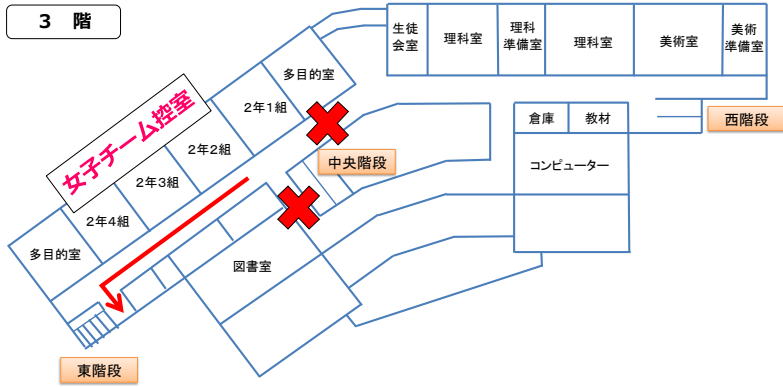 3 階
生徒
会室
理科室
理科
準備室
理科室
美術室
美術
準備室
多目的室
2年1組
2年2組
2年3組
2年4組
多目的室
女子チーム控室
中央階段
西階段
倉庫
教材
コンピューター
図書室
東階段